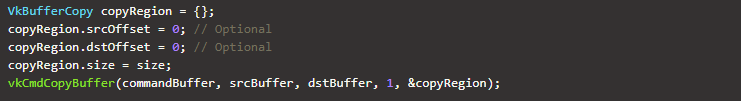 VkBufferCopy copyRegion = {};
copyRegion.srcOffset = 0; // Optional
copyRegion.dstOffset = 0; // Optional
copyRegion.size = size;
vkCmdCopyBuffer(commandBuffer, srcBuffer, dstBuffer, 1, &copyRegion);